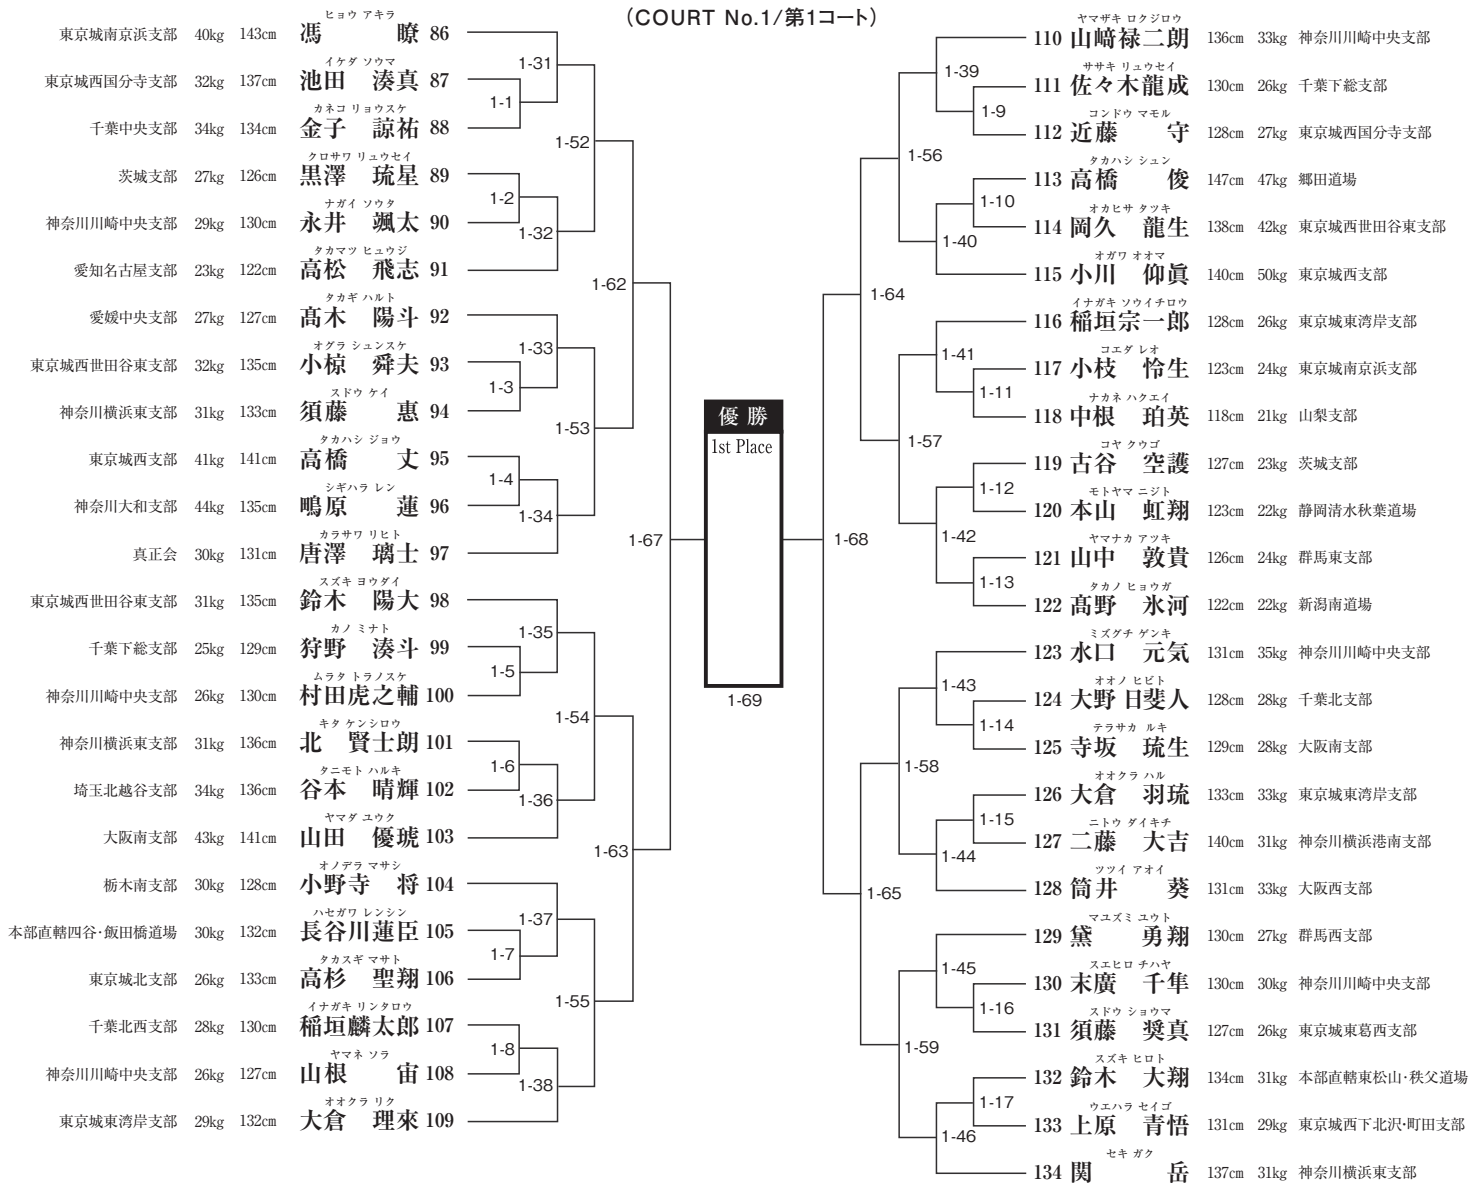 (COURT No.1/第1コート)
ヒョウ アキラ
東京城南京浜支部 40kg 143cm 馮 瞭 86
イケダ ソウマ
東京城西国分寺支部 32kg 137cm 池田 湊真 87
カネコ リョウスケ
千葉中央支部 34kg 134cm 金子 諒祐 88
クロサワ リュウセイ
茨城支部 27kg 126cm 黒澤 琉星 89
ナガイ ソウタ
神奈川川崎中央支部 29kg 130cm 永井 颯太 90
タカマツ ヒュウジ
愛知名古屋支部 23kg 122cm 高松 飛志 91
タカギ ハルト
愛媛中央支部 27kg 127cm 髙木 陽斗 92
オグラ シュンスケ
東京城西世田谷東支部 32kg 135cm 小椋 舜夫 93
スドウ ケイ
神奈川横浜東支部 31kg 133cm 須藤 惠 94
タカハシ ジョウ
東京城西支部 41kg 141cm 高橋 丈 95
シギハラ レン
神奈川大和支部 44kg 135cm 鴫原 蓮 96
カラサワ リヒト
真正会 30kg 131cm 唐澤 璃士 97
スズキ ヨウダイ
東京城西世田谷東支部 31kg 135cm 鈴木 陽大 98
カノ ミナト
千葉下総支部 25kg 129cm 狩野 湊斗 99
ムラタ トラノスケ
神奈川川崎中央支部 26kg 130cm 村田虎之輔 100
キタ ケンシロウ
神奈川横浜東支部 31kg 136cm 北 賢士朗 101
タニモト ハルキ
埼玉北越谷支部 34kg 136cm 谷本 晴輝 102
ヤマダ ユウク
大阪南支部 43kg 141cm 山田 優琥 103
オノデラ マサシ
栃木南支部 30kg 128cm 小野寺 将 104
ハセガワ レンシン
本部直轄四谷・飯田橋道場 30kg 132cm 長谷川蓮臣 105
タカスギ マサト
東京城北支部 26kg 133cm 高杉 聖翔 106
イナガキ リンタロウ
千葉北西支部 28kg 130cm 稲垣麟太郎 107
ヤマネ ソラ
神奈川川崎中央支部 26kg 127cm 山根 宙 108
オオクラ リク
東京城東湾岸支部 29kg 132cm 大倉 理來 109
1-31
1-1
1-52
1-2
1-32
1-62
1-33
1-3
1-53
1-4
1-34
1-67
1-35
1-5
1-54
1-6
1-36
1-63
1-37
1-7
1-55
1-8
1-38
優勝
1st Place
1-69
ヤマザキ ロクジロウ
110 山﨑禄二朗 136cm 33kg 神奈川川崎中央支部
ササキ リュウセイ
111 佐々木龍成 130cm 26kg 千葉下総支部
コンドウ マモル
112 近藤 守 128cm 27kg 東京城西国分寺支部
タカハシ シュン
113 高橋 俊 147cm 47kg 郷田道場
オカヒサ タツキ
114 岡久 龍生 138cm 42kg 東京城西世田谷東支部
オガワ オオマ
115 小川 仰眞 140cm 50kg 東京城西支部
イナガキ ソウイチロウ
116 稲垣宗一郎 128cm 26kg 東京城東湾岸支部
コエダ レオ
117 小枝 怜生 123cm 24kg 東京城南京浜支部
ナカネ ハクエイ
118 中根 珀英 118cm 21kg 山梨支部
コヤ クウゴ
119 古谷 空護 127cm 23kg 茨城支部
モトヤマ ニジト
120 本山 虹翔 123cm 22kg 静岡清水秋葉道場
ヤマナカ アツキ
121 山中 敦貴 126cm 24kg 群馬東支部
タカノ ヒョウガ
122 髙野 氷河 122cm 22kg 新潟南道場
ミズグチ ゲンキ
123 水口 元気 131cm 35kg 神奈川川崎中央支部
オオノ ヒビト
124 大野 日斐人 128cm 28kg 千葉北支部
テラサカ ルキ
125 寺坂 琉生 129cm 28kg 大阪南支部
オオクラ ハル
126 大倉 羽琉 133cm 33kg 東京城東湾岸支部
ニトウ ダイキチ
127 二藤 大吉 140cm 31kg 神奈川横浜港南支部
ツツイ アオイ
128 筒井 葵 131cm 33kg 大阪西支部
マユズミ ユウト
129 黛 勇翔 130cm 27kg 群馬西支部
スエヒロ チハヤ
130 末廣 千隼 130cm 30kg 神奈川川崎中央支部
スドウ ショウマ
131 須藤 奨真 127cm 26kg 東京城東葛西支部
スズキ ヒロト
132 鈴木 大翔 134cm 31kg 本部直轄東松山・秩父道場
ウエハラ セイゴ
133 上原 青悟 131cm 29kg 東京城西下北沢・町田支部
セキ ガク
134 関 岳 137cm 31kg 神奈川横浜東支部
1-39
1-9
1-56
1-10
1-40
1-64
1-41
1-11
1-57
1-12
1-42
1-13
1-68
1-43
1-14
1-58
1-15
1-44
1-65
1-45
1-16
1-59
1-17
1-46